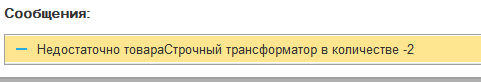 Сообщения:
Недостаточно товараСтрочный трансформатор в количестве -2